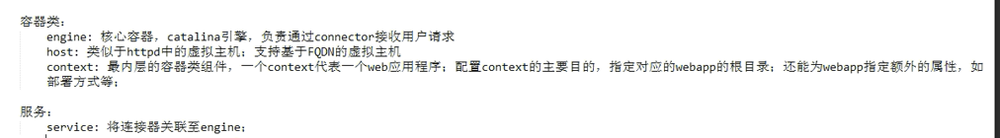 容器类:
engine: 核心容器, catalina引擎, 负责通过connector接收用户请求
host: 类似于httpd中的虚拟主机; 支持基于FQDN的虚拟主机
context: 最内层的容器类组件, 一个context代表一个web应用程序; 配置context的主要目的, 指定对应的webapp的根目录; 还能为webapp指定额外的属性, 如
部署方式等;
服务:
service: 将连接器关联至engine;